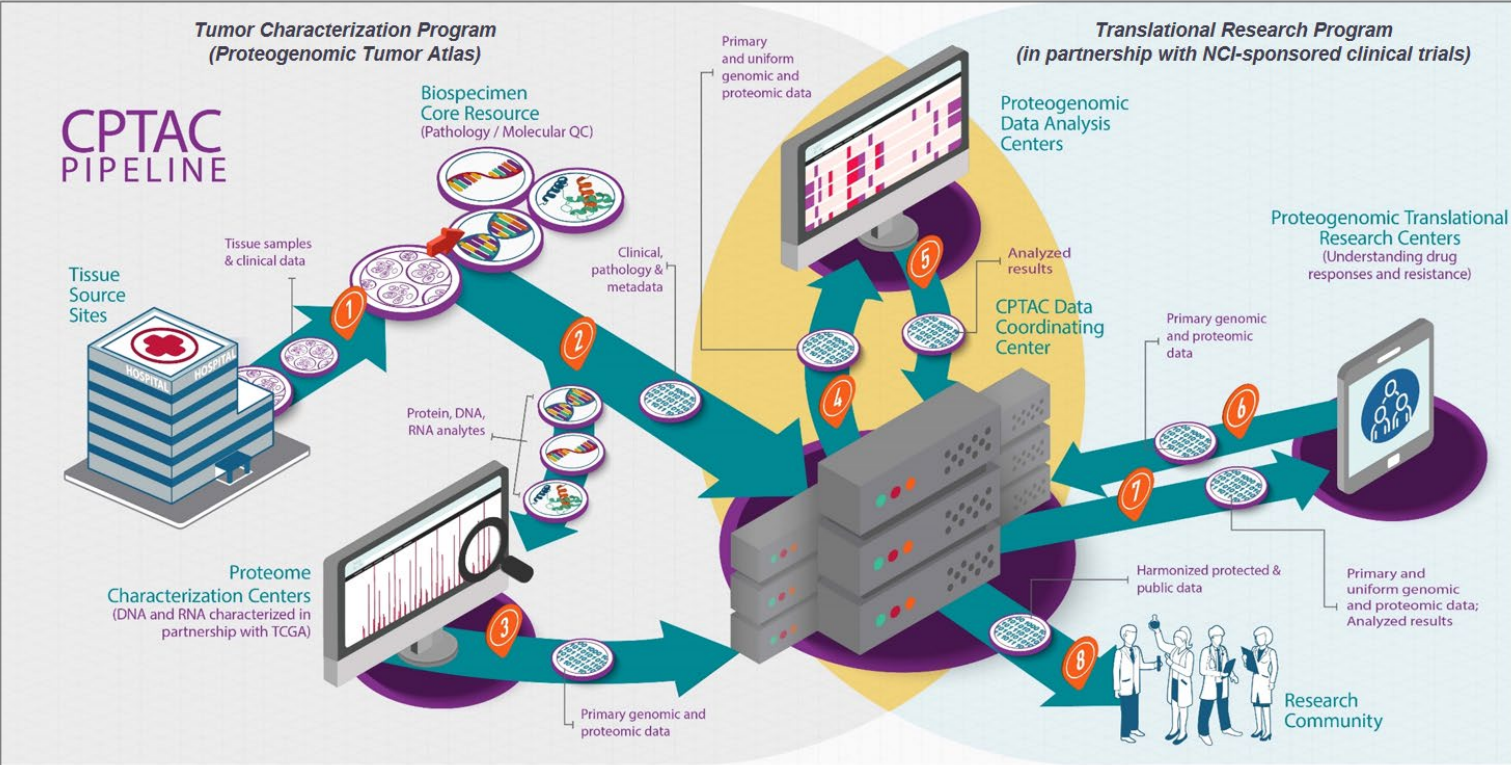 Tumor Characterization Program
(Proteogenomic Tumor Atlas)
Translational Research Program
(in partnership with NCI-sponsored clinical trials)
CPTAC
PIPELINE
Tissue
Source
Sites
HOSPITAL
HOSPITAL
Tissue samples
& clinical data
1
Biospecimen
Core Resource
(Pathology / Molecular QC)
2
Clinical,
pathology &
metadata
Protein, DNA,
RNA analytes
Proteome
Characterization Centers
(DNA and RNA characterized in
partnership with TCGA)
3
Primary genomic and
proteomic data
Primary
and uniform
genomic and
proteomic data
4
Proteogenomic
Data Analysis
Centers
5
Analyzed
results
CPTAC Data
Coordinating
Center
Proteogenomic Translational
Research Centers
(Understanding drug
responses and resistance)
Primary genomic
and proteomic
data
6
7
Primary and
uniform genomic
and proteomic data;
Analyzed results
Harmonized protected &
public data
8
Research
Community